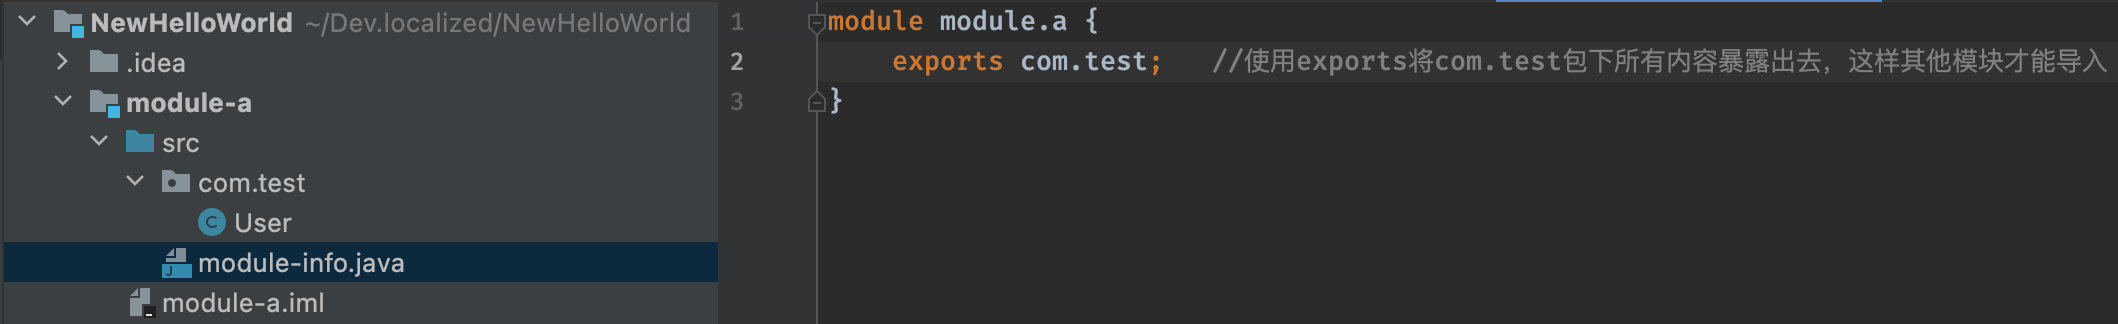 NewHelloWorld ~/Dev.localized/NewHelloWorld
.idea
module-a
src
com.test
User
module-info.java
module-a.iml
1 module module.a {
2 exports com.test; //使用exports将com.test包下所有内容暴露出去，这样其他模块才能导入
3 }